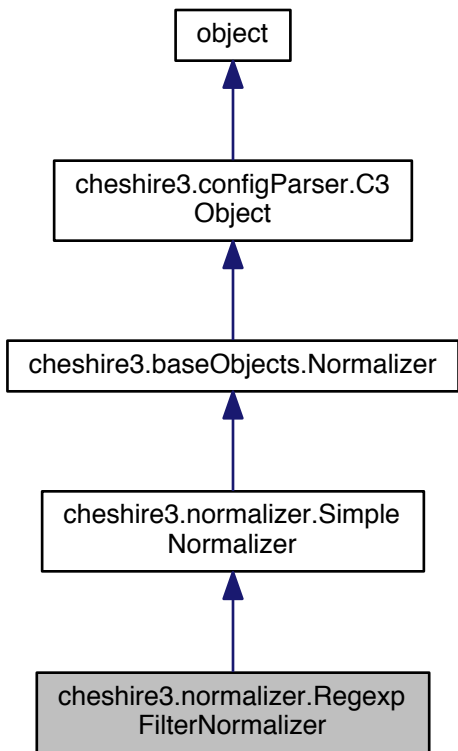 object
cheshire3.configParser.C3
Object
cheshire3.baseObjects.Normalizer
cheshire3.normalizer.Simple
Normalizer
cheshire3.normalizer.Regexp
FilterNormalizer